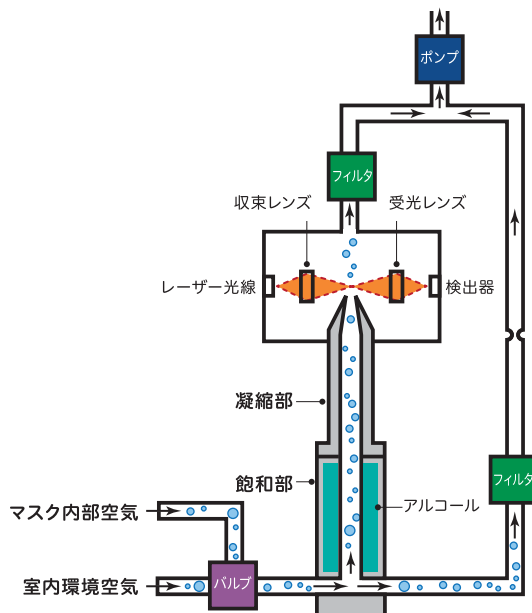 ポンプ
フィルタ
収束レンズ
受光レンズ
レーザー光線
検出器
凝縮部
飽和部
アルコール
フィルタ
マスク内部空気
室内環境空気
バルブ